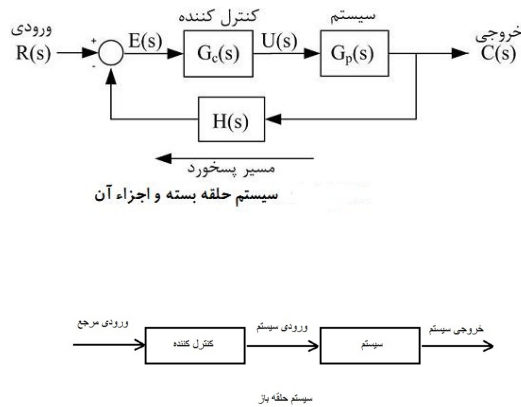 کنترل کننده
سیستم
ورودی
R(s)
+
-
E(s)
Gc(s)
U(s)
Gp(s)
خروجی
C(s)
H(s)
مسیر پسخورد
سیستم حلقه بسته و اجزاء آن
ورودی مرجع
کنترل کننده
ورودی سیستم
سیستم
خروجی سیستم
سیستم حلقه باز